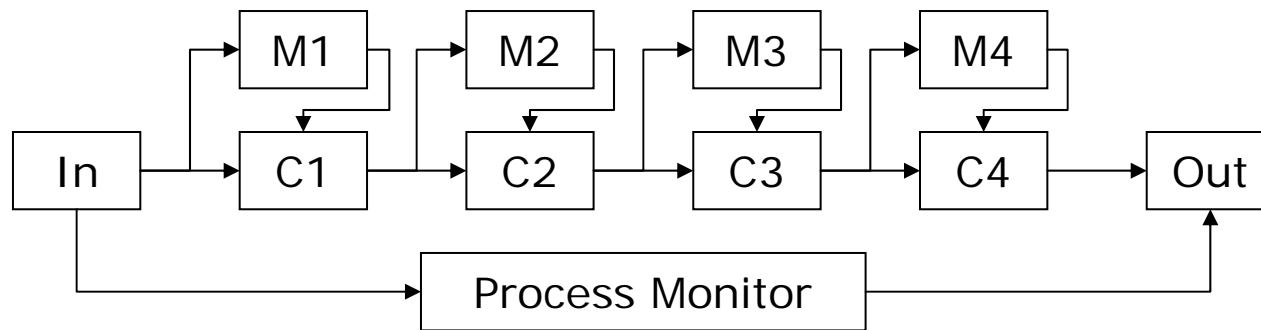 M1
M2
M3
M4
In
C1
C2
C3
C4
Out
Process Monitor